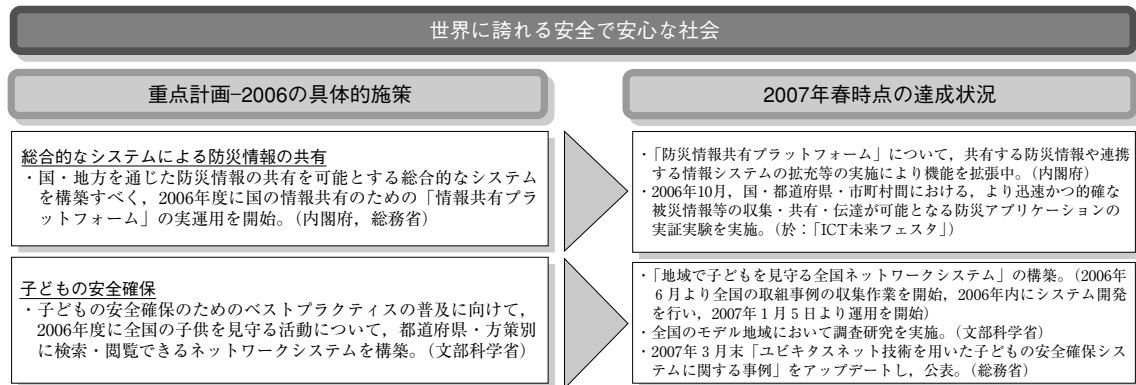 世界に誇れる安全で安心な社会
重点計画−2006の具体的施策
総合的なシステムによる防災情報の共有
・国・地方を通じた防災情報の共有を可能とする総合的なシステム
を構築すべく，2006年度に国の情報共有のための「情報共有プラ
ットフォーム」の実運用を開始。（内閣府，総務省）
2007年春時点の達成状況
・「防災情報共有プラットフォーム」について，共有する防災情報や連携
する情報システムの拡充等の実施により機能を拡張中。（内閣府）
・2006年10月，国・都道府県・市町村間における，より迅速かつ的確な
被災情報等の収集・共有・伝達が可能となる防災アプリケーションの
実証実験を実施。（於：「ICT未来フェスタ」）
子どもの安全確保
・子どもの安全確保のためのベストプラクティスの普及に向けて，
2006年度に全国の子供を見守る活動について，都道府県・方策別
に検索・閲覧できるネットワークシステムを構築。（文部科学省）
・「地域で子どもを見守る全国ネットワークシステム」の構築。（2006年
６月より全国の取組事例の収集作業を開始，2006年内にシステム開発
を行い，2007年１月５日より運用を開始）
・全国のモデル地域において調査研究を実施。（文部科学省）
・2007年３月末「ユビキタスネット技術を用いた子どもの安全確保シス
テムに関する事例」をアップデートし，公表。（総務省）